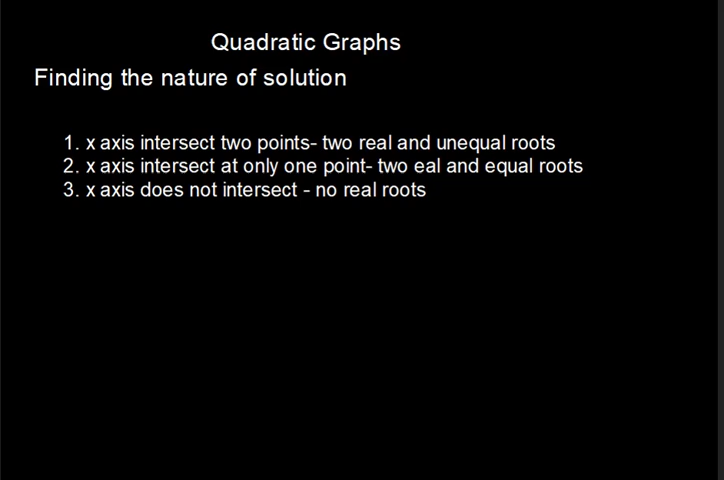 Quadratic Graphs
Finding the nature of solution
1. x axis intersect two points- two real and unequal roots
2. x axis intersect at only one point- two eal and equal roots
3. x axis does not intersect - no real roots